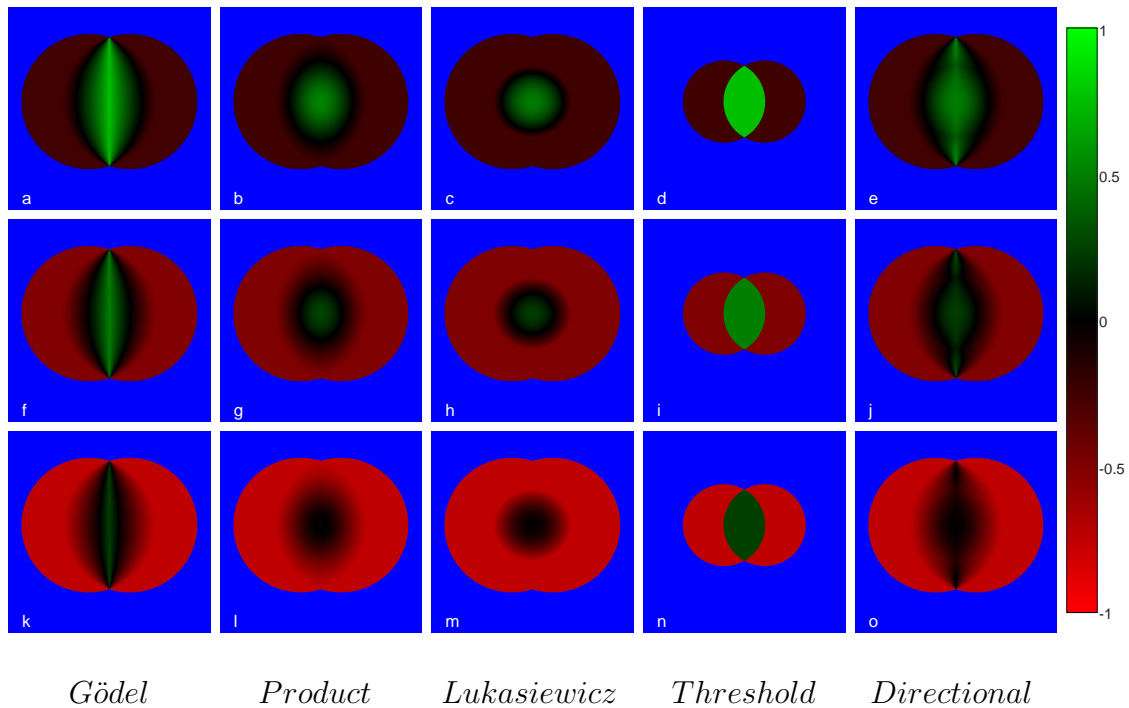 a b c d e
f g h i j
k l m n o
1
0.5
0
-0.5
-1
Gödel Product Lukasiewicz Threshold Directional